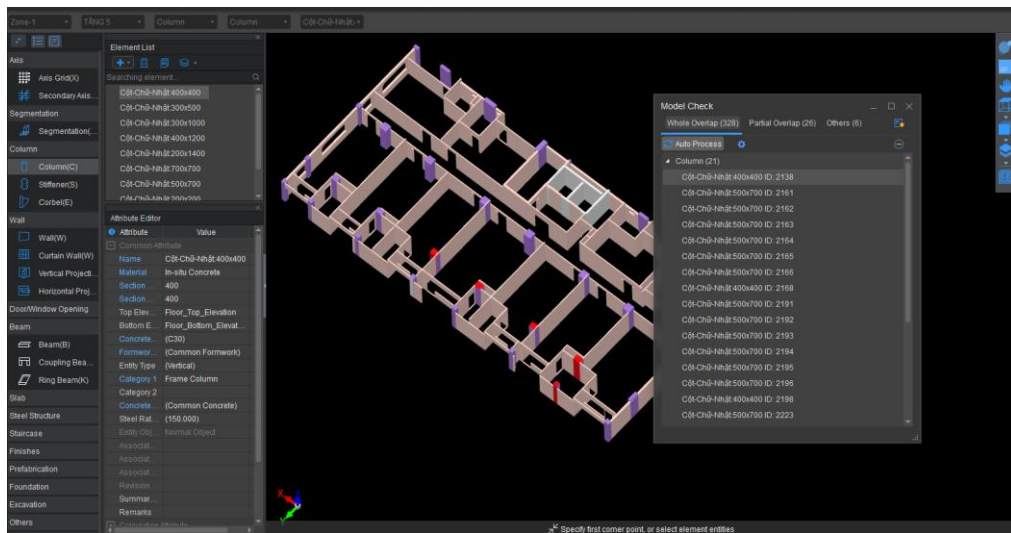 Zone-1 TẦNG 5 Column Column Cột-Chữ-Nhật:
Axis
Axis Grid(X)
Secondary Axis...
Segmentation
Segmentation(...
Column
Column(C)
Stiffener(S)
Corbel(E)
Wall
Wall(W)
Curtain Wall(W)
Vertical Projecti...
Horizontal Proj...
Door/Window Opening
Beam
Beam(B)
Coupling Bea...
Ring Beam(K)
Slab
Steel Structure
Staircase
Finishes
Prefabrication
Foundation
Excavation
Others
Element List
Searching element...
Cột-Chữ-Nhật:400x400
Cột-Chữ-Nhật:300x500
Cột-Chữ-Nhật:300x1000
Cột-Chữ-Nhật:400x1200
Cột-Chữ-Nhật:200x1400
Cột-Chữ-Nhật:700x700
Cột-Chữ-Nhật:500x700
Cột-Chữ-Nhật:200x200
Attribute Editor
Attribute Value
Common Attribute
Name Cột-Chữ-Nhật:400x400
Material In-situ Concrete
Section ... 400
Section ... 400
Top Elev... Floor_Top_Elevation
Bottom E... Floor_Bottom_Elevat...
Concrete... (C30)
Formwor... (Common Formwork)
Entity Type (Vertical)
Category 1 Frame Column
Category 2
Concrete... (Common Concrete)
Steel Rat... (150.000)
Entity Obj... Normal Object
Associat...
Associat...
Associat...
Revision
Summar...
Remarks
Calculation Attribute
X
Z
Y
Model Check
Whole Overlap (328) Partial Overlap (26) Others (6)
Auto Process
Column (21)
Cột-Chữ-Nhật:400x400 ID: 2138
Cột-Chữ-Nhật:500x700 ID: 2161
Cột-Chữ-Nhật:500x700 ID: 2162
Cột-Chữ-Nhật:500x700 ID: 2163
Cột-Chữ-Nhật:500x700 ID: 2164
Cột-Chữ-Nhật:500x700 ID: 2165
Cột-Chữ-Nhật:500x700 ID: 2166
Cột-Chữ-Nhật:400x400 ID: 2168
Cột-Chữ-Nhật:500x700 ID: 2191
Cột-Chữ-Nhật:500x700 ID: 2192
Cột-Chữ-Nhật:500x700 ID: 2193
Cột-Chữ-Nhật:500x700 ID: 2194
Cột-Chữ-Nhật:500x700 ID: 2195
Cột-Chữ-Nhật:500x700 ID: 2196
Cột-Chữ-Nhật:400x400 ID: 2198
Cột-Chữ-Nhật:500x700 ID: 2223
Specify first corner point, or select element entities